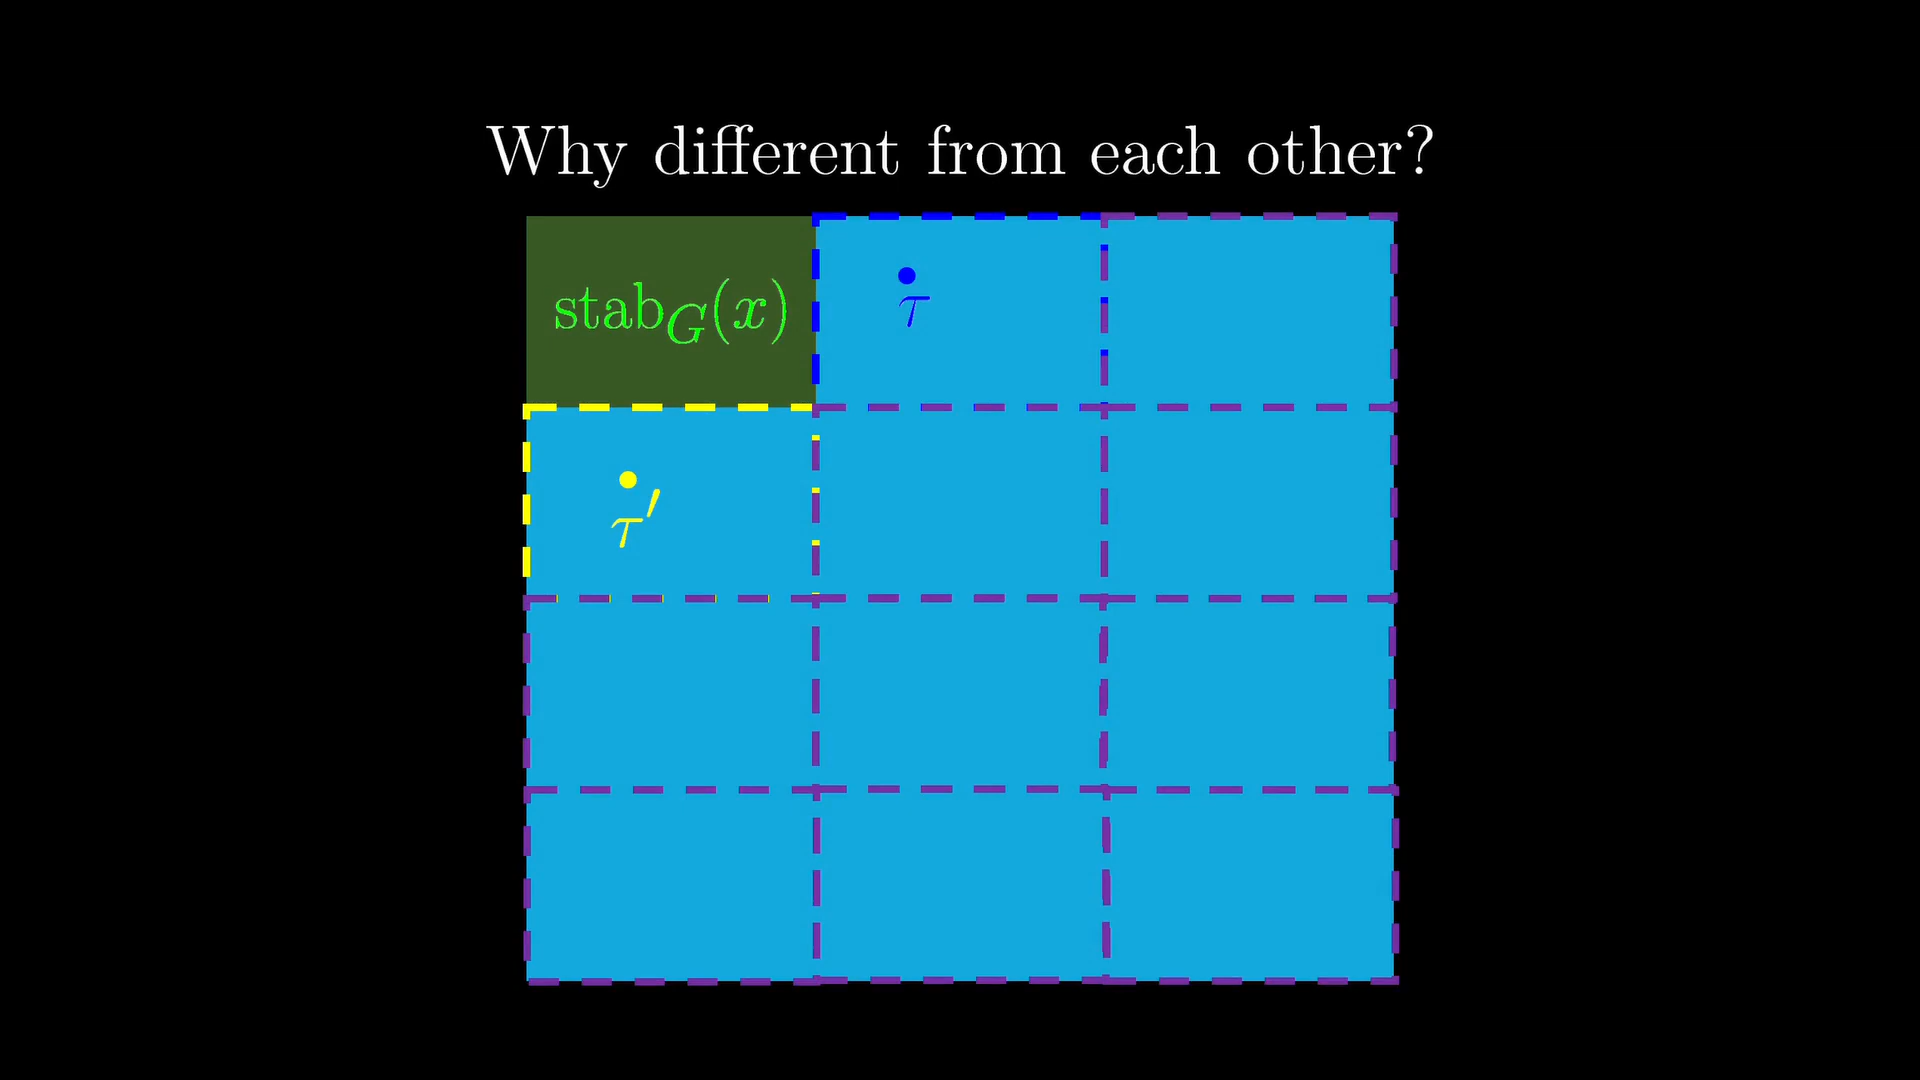 Why different from each other?
stab_G(x)
τ
τ′